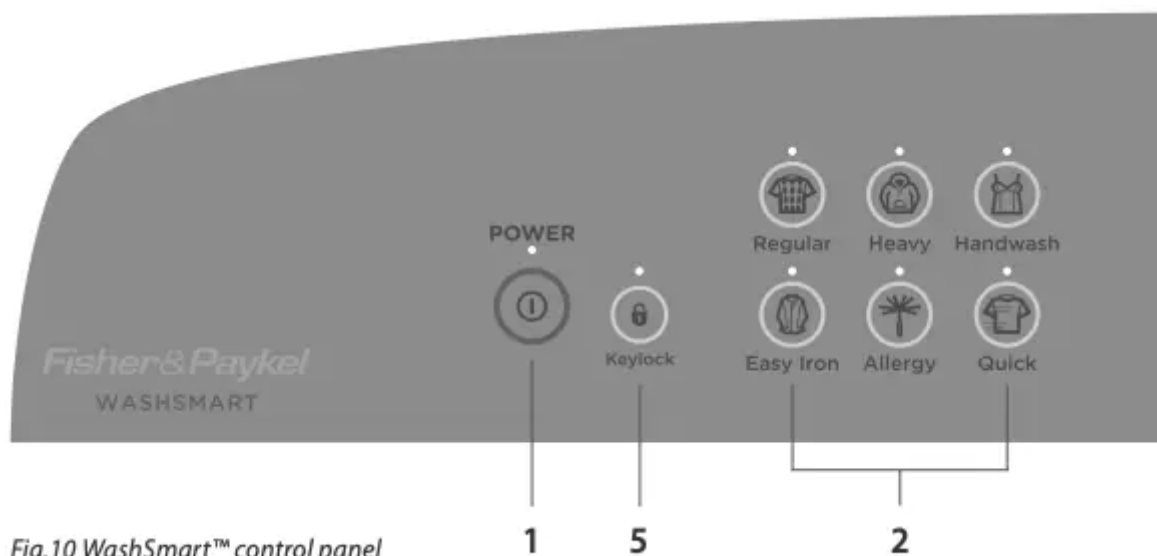 POWER
Regular Heavy Handwash
Keylock
Easy Iron Allergy Quick
Fisher&Paykel
WASHSMART
1 5 2
Fig.10 WashSmart™ control panel